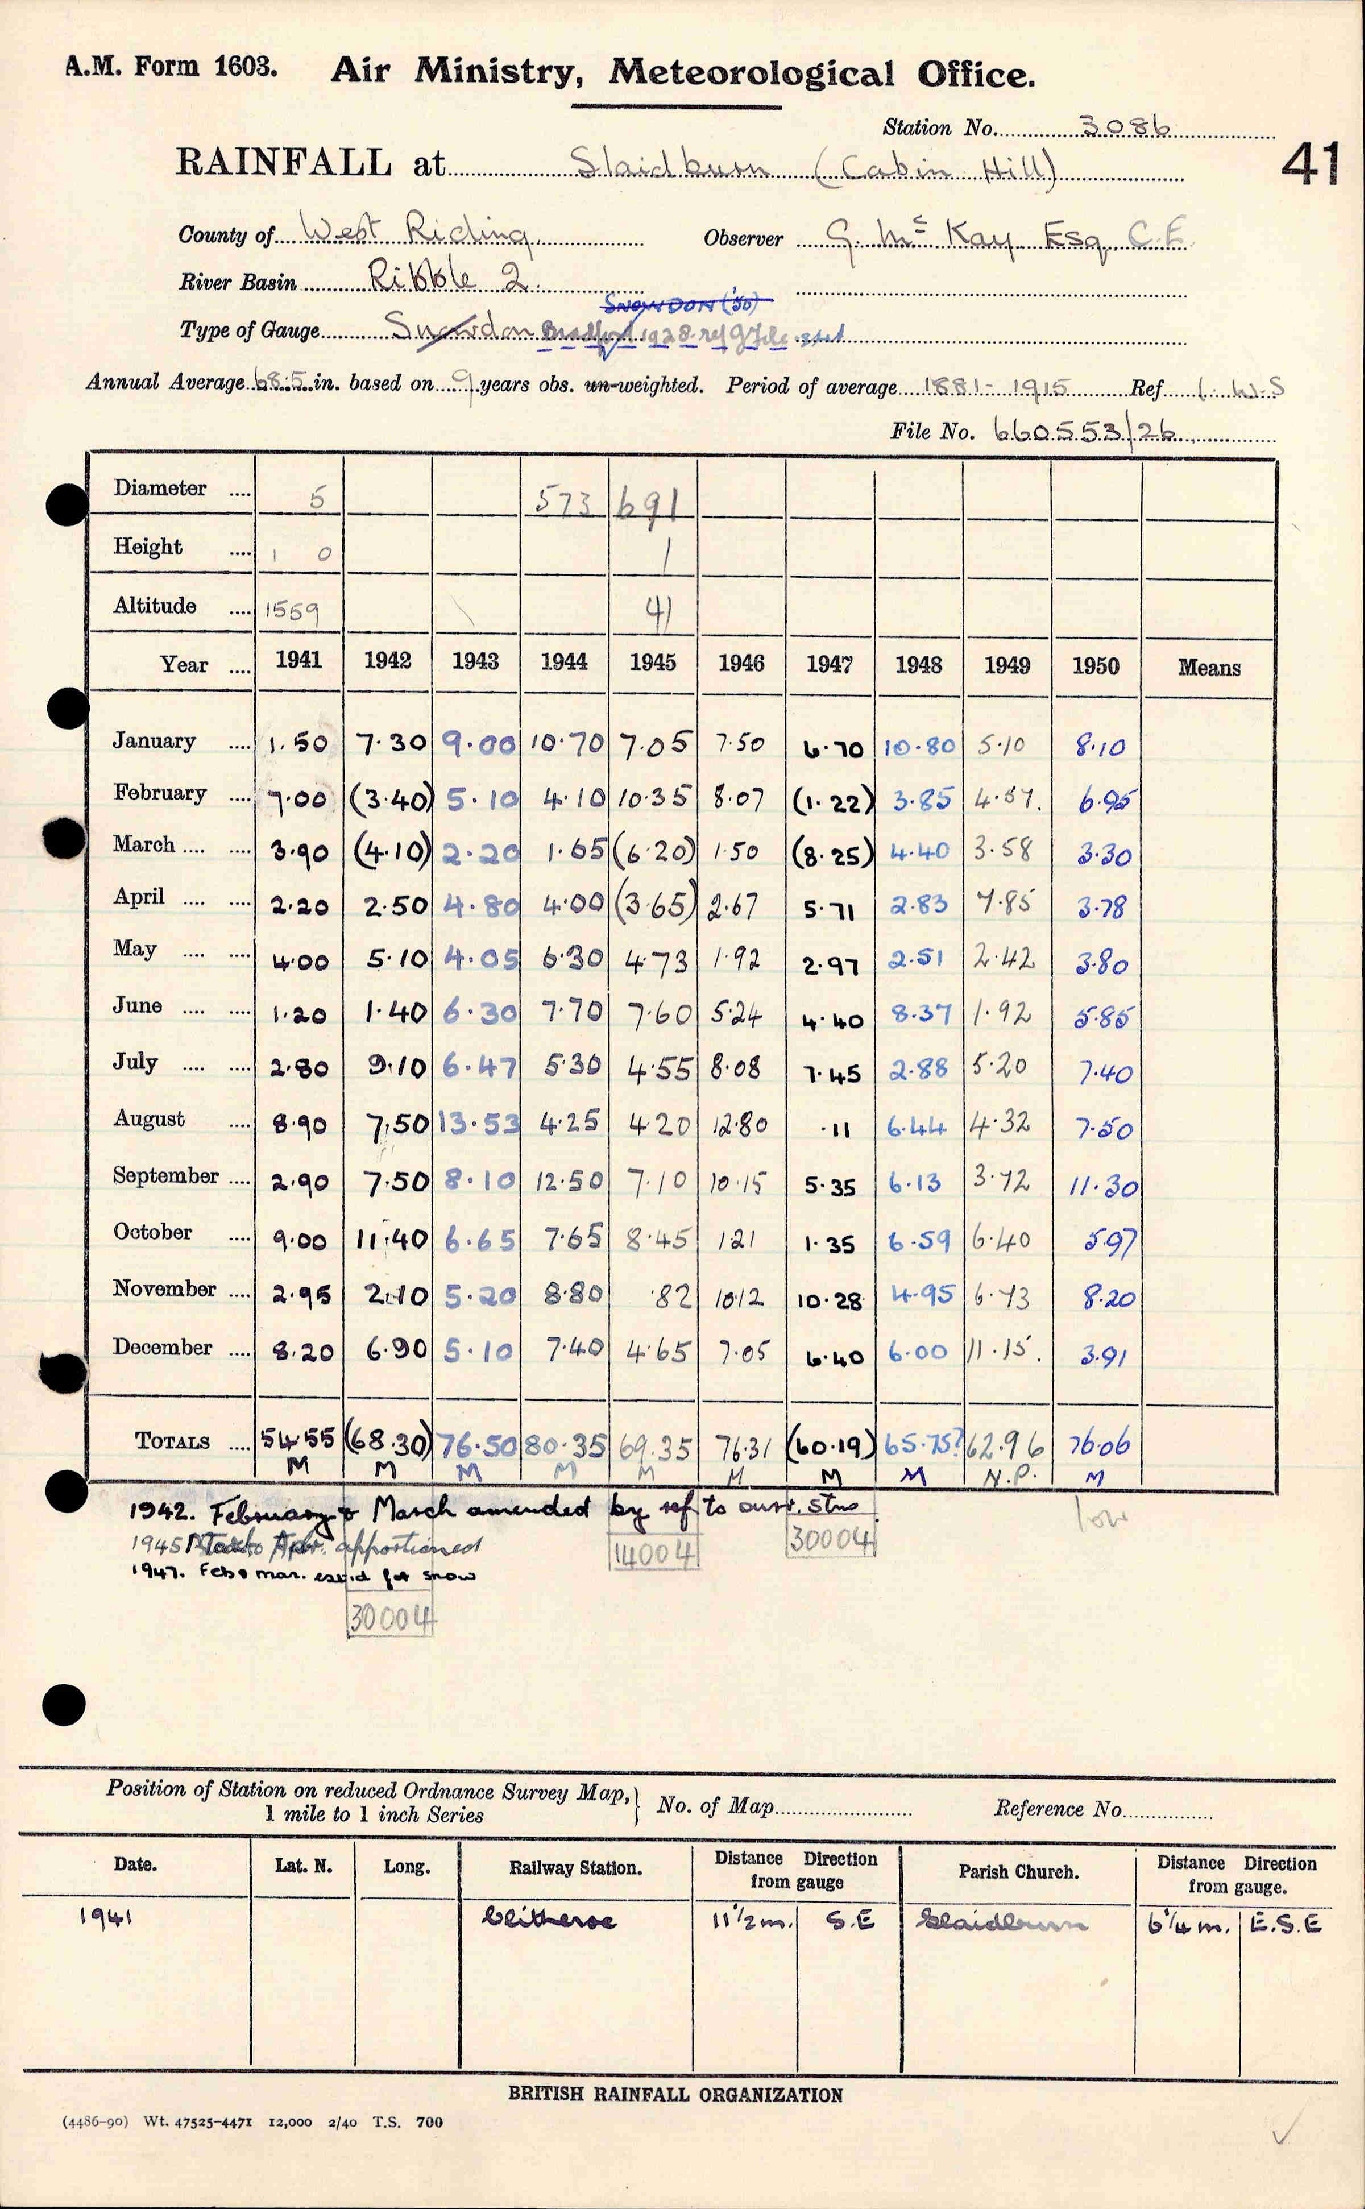 A.M. Form 1603. Air Ministry, Meteorological Office.
Station No. 3086
41
RAINFALL at Slaidburn (Cabin Hill)
County of West Riding Observer G. McKay Esq C.E.
River Basin Ribble 2.
SNOWDON ('50)
Type of Gauge Snowdon Bradford 1928
Annual Average 68.5 in. based on 9 years obs. un-weighted. Period of average 1881-1915 Ref W.S
File No. 660553/26
Diameter .... 5 573 691
Height .... 1 0 1
Altitude .... 1559 41
Year .... 1941 1942 1943 1944 1945 1946 1947 1948 1949 1950 Means
January .... 1.50 7.30 9.00 10.70 7.05 7.50 6.70 10.80 5.10 8.10
February .... 7.00 (3.40) 5.10 4.10 10.35 8.07 (1.22) 3.85 4.57. 6.95
March .... .... 3.90 (4.10) 2.20 1.65 (6.20) 1.50 (8.25) 4.40 3.58 3.30
April .... .... 2.20 2.50 4.80 4.00 (3.65) 2.67 5.71 2.83 7.85 3.78
May .... .... 4.00 5.10 4.05 6.30 4.73 1.92 2.97 2.51 2.42 3.80
June .... .... 1.20 1.40 6.30 7.70 7.60 5.24 4.40 8.37 1.92 5.85
July .... .... 2.80 9.10 6.47 5.30 4.55 8.08 7.45 2.88 5.20 7.40
August .... 8.90 7.50 13.53 4.25 4.20 12.80 .11 6.44 4.32 7.50
September .... 2.90 7.50 8.10 12.50 7.10 10.15 5.35 6.13 3.72 11.30
October .... 9.00 11.40 6.65 7.65 8.45 1.21 1.35 6.59 6.40 5.97
November .... 2.95 2.10 5.20 8.80 .82 10.12 10.28 4.95 6.73 8.20
December .... 8.20 6.90 5.10 7.40 4.65 7.05 6.40 6.00 11.15. 3.91
TOTALS .... 54.55 (68.30) 76.50 80.35 69.35 76.31 (60.19) 65.75? 62.96 76.06
M M M M M M M M N.P. M
1942. February & March amended by ref to surr. stns low
1945 Apr. apportioned 14004 30004
1947. Feb & mar. est'd for snow
30004
Position of Station on reduced Ordnance Survey Map, 1 mile to 1 inch Series } No. of Map Reference No.
Date. Lat. N. Long. Railway Station. Distance Direction from gauge Parish Church. Distance Direction from gauge.
1941 Clitheroe 11 1/2 m. S.E Slaidburn 6 1/4 m. E.S.E
BRITISH RAINFALL ORGANIZATION
(4486-90) Wt. 47525-4471 12,000 2/40 T.S. 700